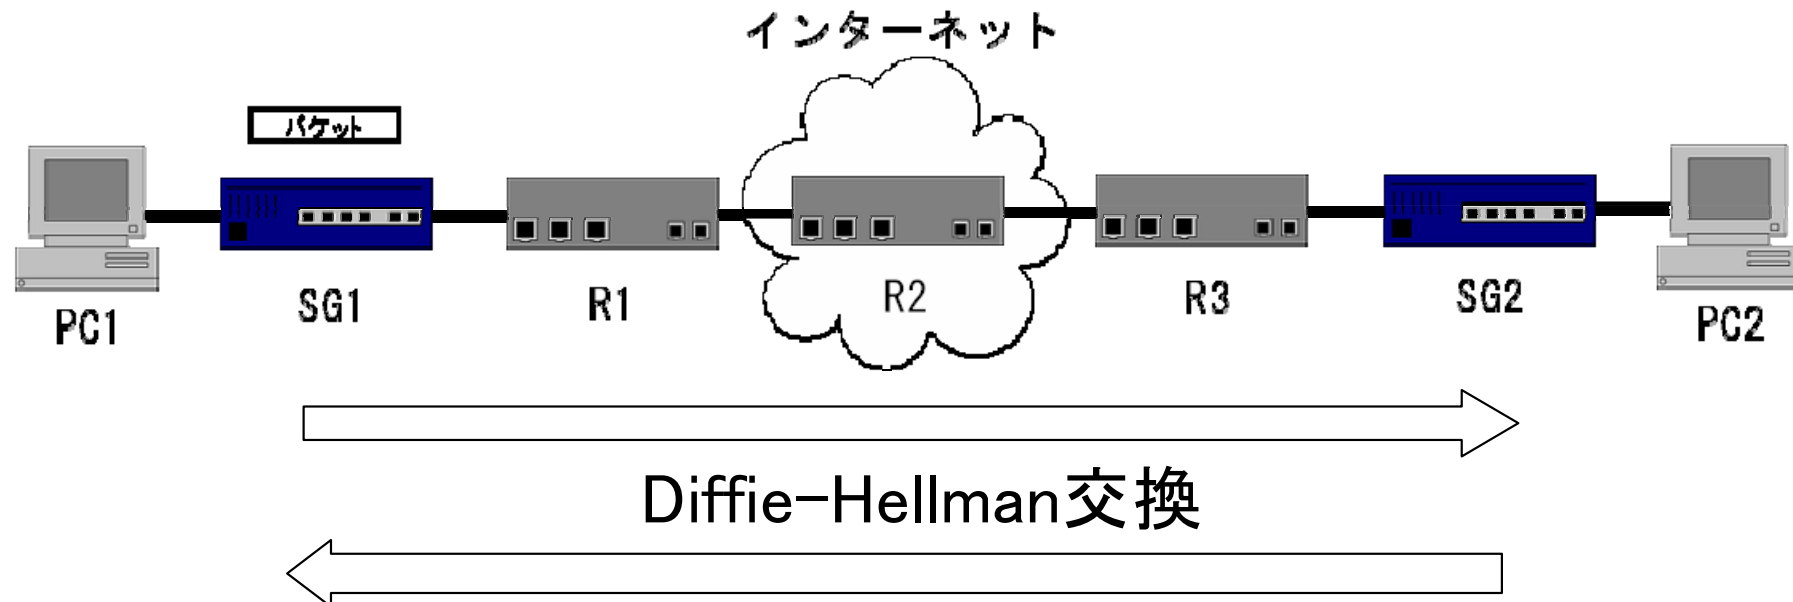 インターネット
パケット
PC1
SG1
R1
R2
R3
SG2
PC2
Diffie-Hellman交換